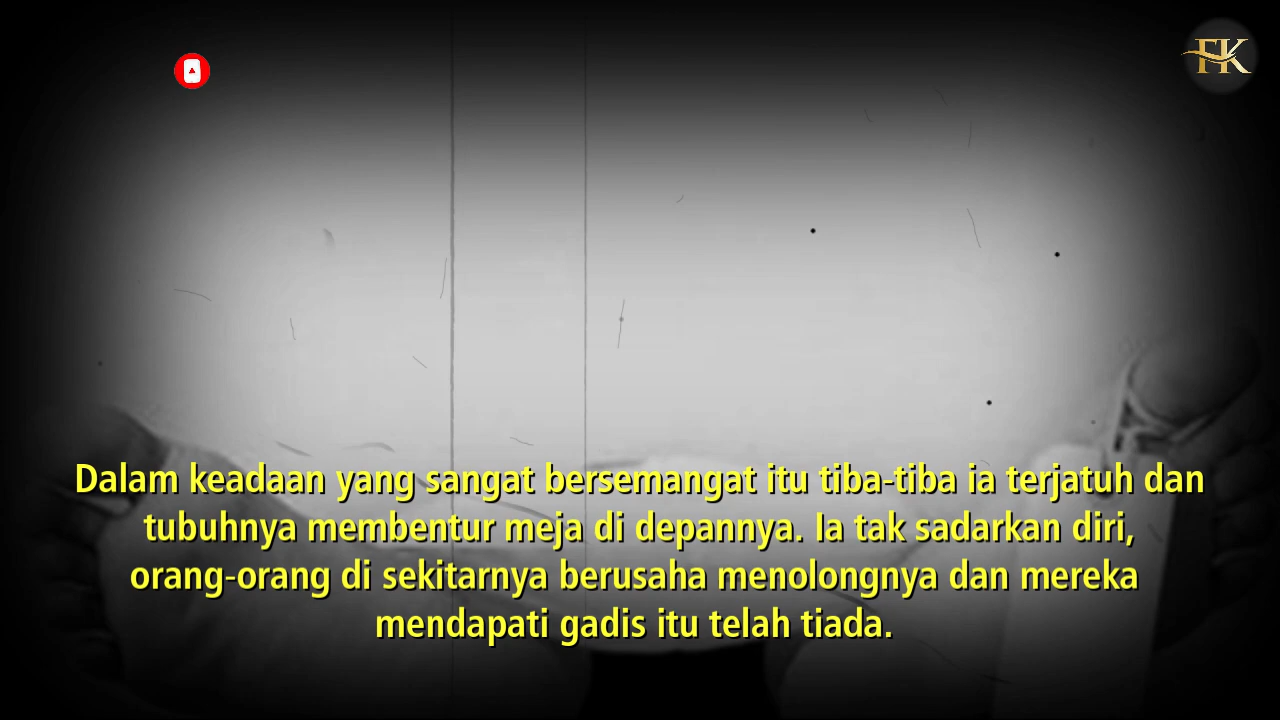 FK
Dalam keadaan yang sangat bersemangat itu tiba-tiba ia terjatuh dan
tubuhnya membentur meja di depannya. Ia tak sadarkan diri,
orang-orang di sekitarnya berusaha menolongnya dan mereka
mendapati gadis itu telah tiada.